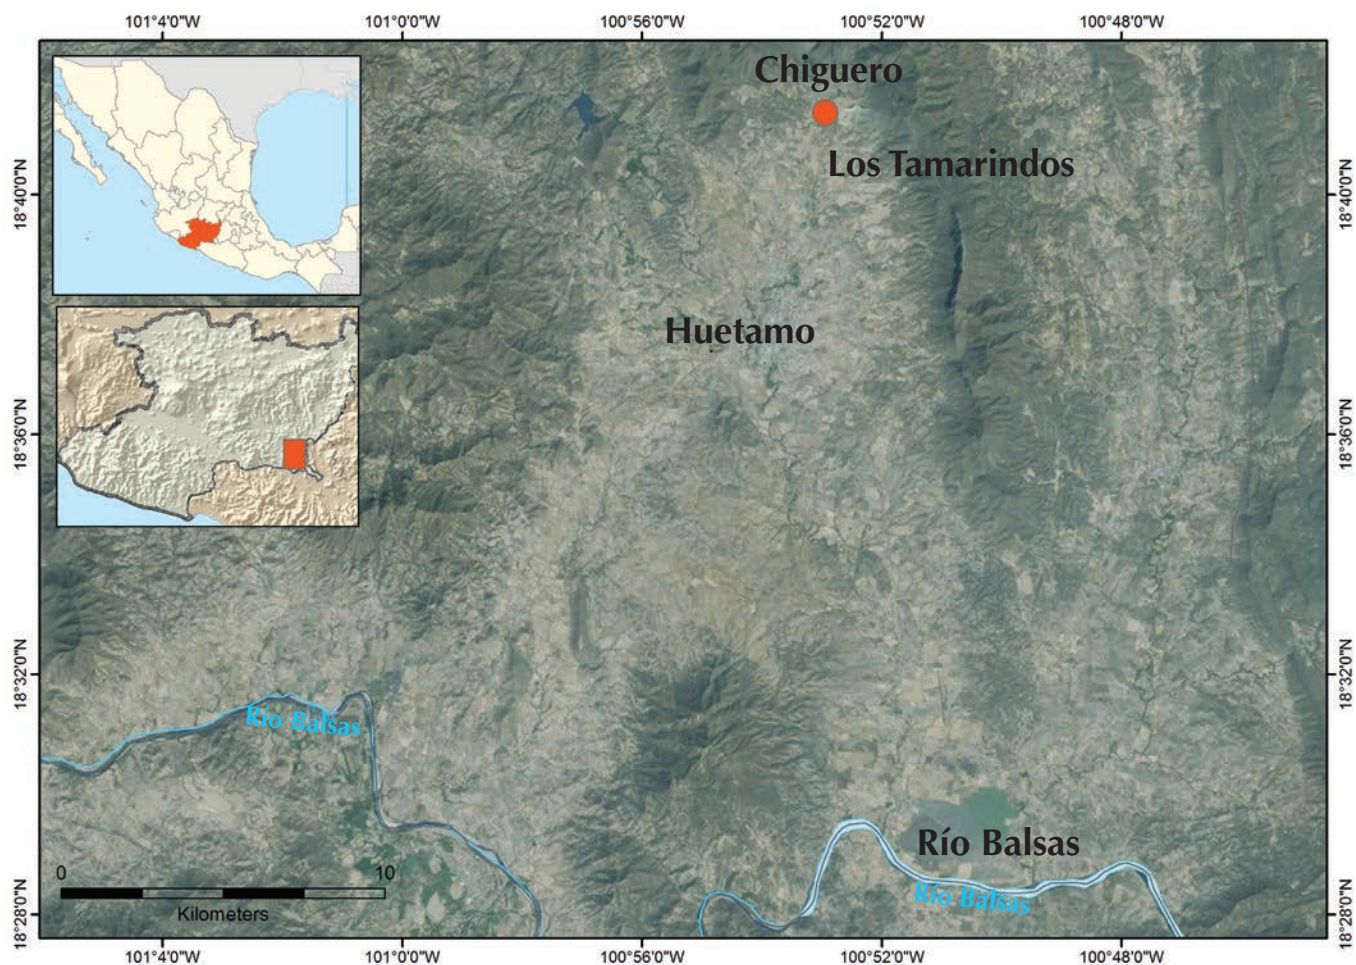 101°4'0"W 101°0'0"W 100°56'0"W 100°52'0"W 100°48'0"W
Chiguero
Los Tamarindos
18°40'0"N 18°40'0"N
Huetamo
18°36'0"N 18°36'0"N
18°32'0"N 18°32'0"N
Río Balsas
Río Balsas
Río Balsas
0 10
Kilometers
18°28'0"N 18°28'0"N
101°4'0"W 101°0'0"W 100°56'0"W 100°52'0"W 100°48'0"W